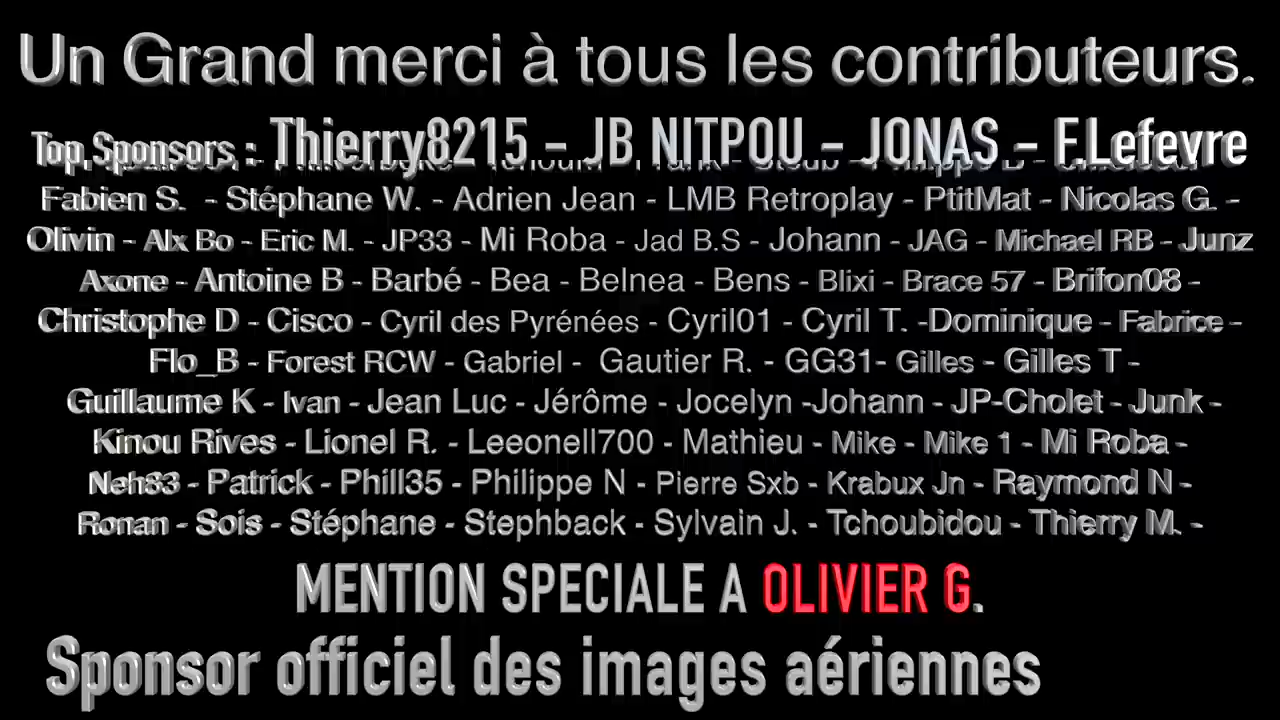 Un Grand merci à tous les contributeurs.
Top Sponsors : Thierry8215 - JB NITPOU - JONAS - F.Lefevre
Fabien S. - Stéphane W. - Adrien Jean - LMB Retroplay - PtitMat - Nicolas G. -
Olivin - Alx Bo - Eric M. - JP33 - Mi Roba - Jad B.S - Johann - JAG - Michael RB - Junz
Axone - Antoine B - Barbé - Bea - Belnea - Bens - Blixi - Brace 57 - Brifon08 -
Christophe D - Cisco - Cyril des Pyrénées - Cyril01 - Cyril T. -Dominique - Fabrice -
Flo_B - Forest RCW - Gabriel - Gautier R. - GG31- Gilles - Gilles T -
Guillaume K - Ivan - Jean Luc - Jérôme - Jocelyn -Johann - JP-Cholet - Junk -
Kinou Rives - Lionel R. - Leeonell700 - Mathieu - Mike - Mike 1 - Mi Roba -
Neh83 - Patrick - Phill35 - Philippe N - Pierre Sxb - Krabux Jn - Raymond N -
Ronan - Sois - Stéphane - Stephback - Sylvain J. - Tchoubidou - Thierry M. -
MENTION SPECIALE A OLIVIER G.
Sponsor officiel des images aériennes